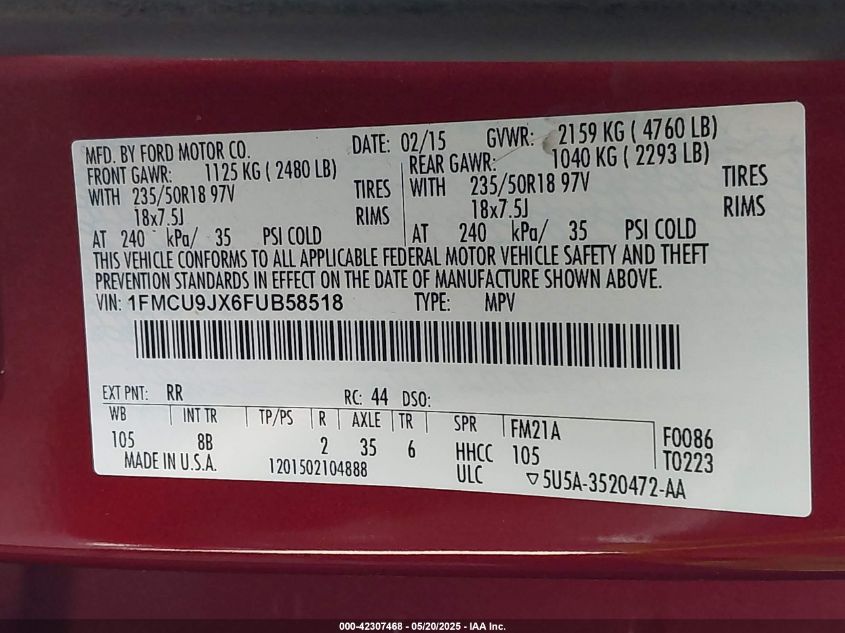 MFD. BY FORD MOTOR CO. DATE: 02/15 GVWR: 2159 KG ( 4760 LB)
FRONT GAWR: 1125 KG ( 2480 LB) REAR GAWR: 1040 KG ( 2293 LB)
WITH 235/50R18 97V TIRES WITH 235/50R18 97V TIRES
18x7.5J RIMS 18x7.5J RIMS
AT 240 kPa/ 35 PSI COLD AT 240 kPa/ 35 PSI COLD
THIS VEHICLE CONFORMS TO ALL APPLICABLE FEDERAL MOTOR VEHICLE SAFETY AND THEFT
PREVENTION STANDARDS IN EFFECT ON THE DATE OF MANUFACTURE SHOWN ABOVE.
VIN: 1FMCU9JX6FUB58518 TYPE: MPV
EXT PNT: RR RC: 44 DSO:
WB INT TR TP/PS R AXLE TR SPR FM21A F0086
105 8B 2 35 6 HHCC 105 T0223
MADE IN U.S.A. 1201502104888 ULC ▽5U5A-3520472-AA
000-42307468 - 05/20/2025 - IAA Inc.